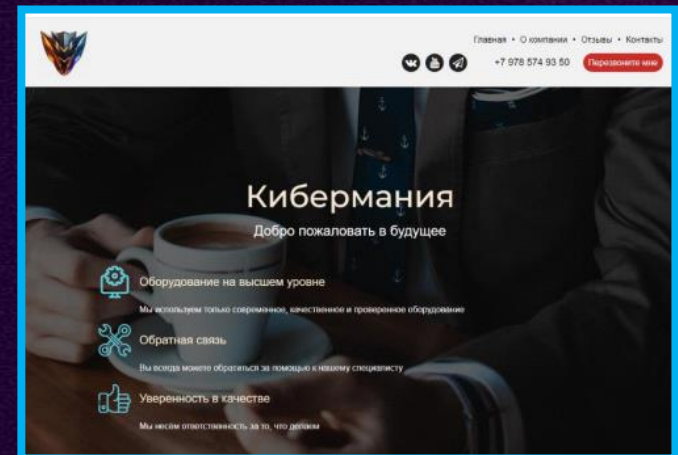 Главная • О компании • Отзывы • Контакты
+7 978 574 93 50 Перезвоните мне
Кибермания
Добро пожаловать в будущее
Оборудование на высшем уровне
Мы используем только современное, качественное и проверенное оборудование
Обратная связь
Вы всегда можете обратиться за помощью к нашему специалисту
Уверенность в качестве
Мы несём ответственность за то, что делаем